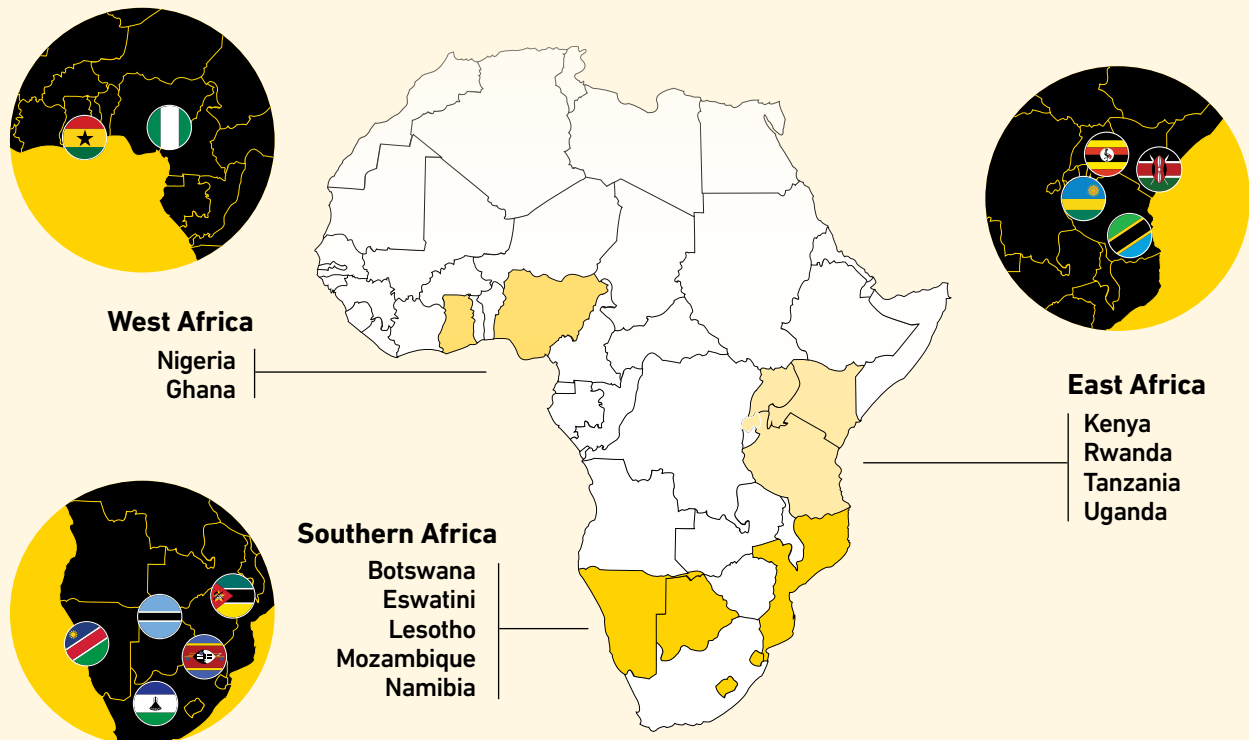 West Africa
Nigeria
Ghana
East Africa
Kenya
Rwanda
Tanzania
Uganda
Southern Africa
Botswana
Eswatini
Lesotho
Mozambique
Namibia